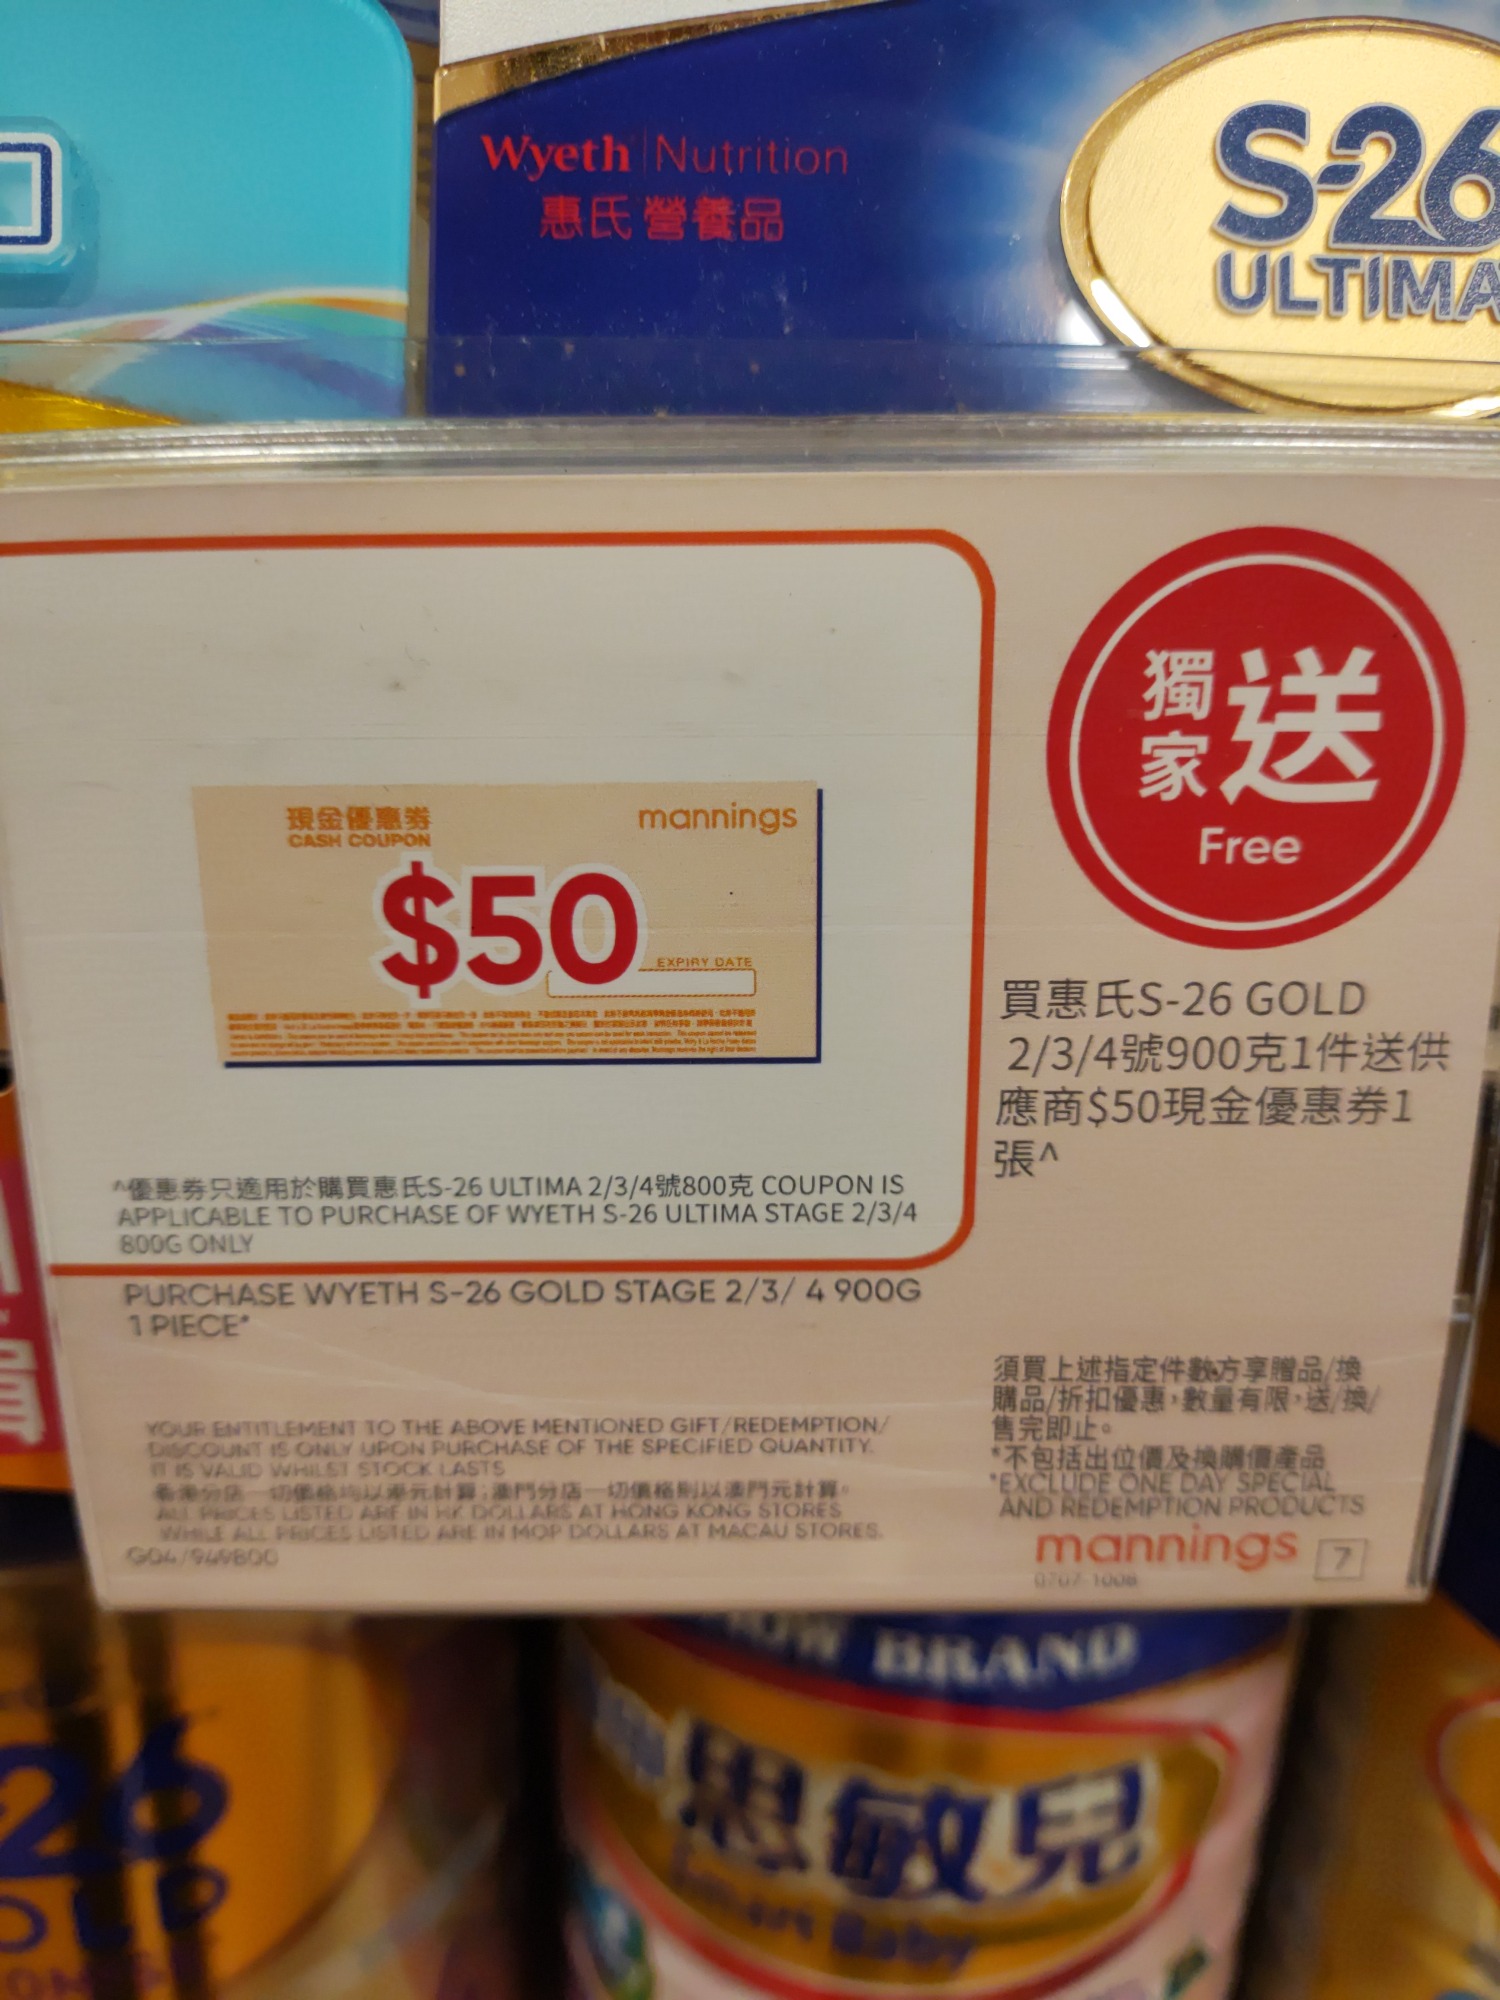 Wyeth Nutrition
惠氏營養品
S-26
ULTIMA
現金優惠券
CASH COUPON
mannings
$50
EXPIRY DATE
獨家送
Free
買惠氏S-26 GOLD
2/3/4號900克1件送供
應商$50現金優惠券1
張^
^優惠券只適用於購買惠氏S-26 ULTIMA 2/3/4號800克 COUPON IS
APPLICABLE TO PURCHASE OF WYETH S-26 ULTIMA STAGE 2/3/4
800G ONLY
PURCHASE WYETH S-26 GOLD STAGE 2/3/ 4 900G
1 PIECE*
須買上述指定件數方享贈品/換
購品/折扣優惠，數量有限，送/換/
售完即止。
*不包括出位價及換購價產品
*EXCLUDE ONE DAY SPECIAL
AND REDEMPTION PRODUCTS
YOUR ENTITLEMENT TO THE ABOVE MENTIONED GIFT/REDEMPTION/
DISCOUNT IS ONLY UPON PURCHASE OF THE SPECIFIED QUANTITY.
IT IS VALID WHILST STOCK LASTS
香港分店一切價格均以港元計算；澳門分店一切價格則以澳門元計算。
ALL PRICES LISTED ARE IN HK DOLLARS AT HONG KONG STORES
WHILE ALL PRICES LISTED ARE IN MOP DOLLARS AT MACAU STORES.
G04/949800
mannings 7
0707-1008
BRAND
思敏兒
Smart Baby
26